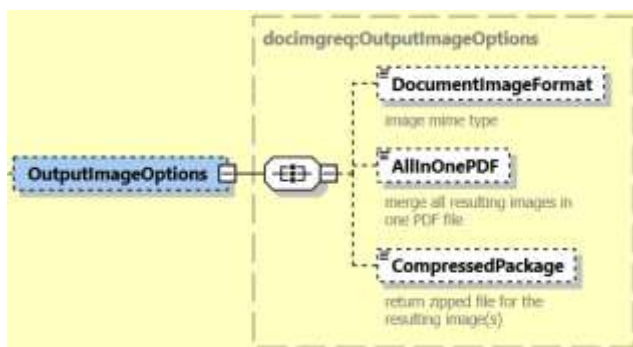 docimgreq:OutputImageOptions
DocumentImageFormat
image mime type
OutputImageOptions
AllInOnePDF
merge all resulting images in
one PDF file
CompressedPackage
return zipped file for the
resulting image(s)